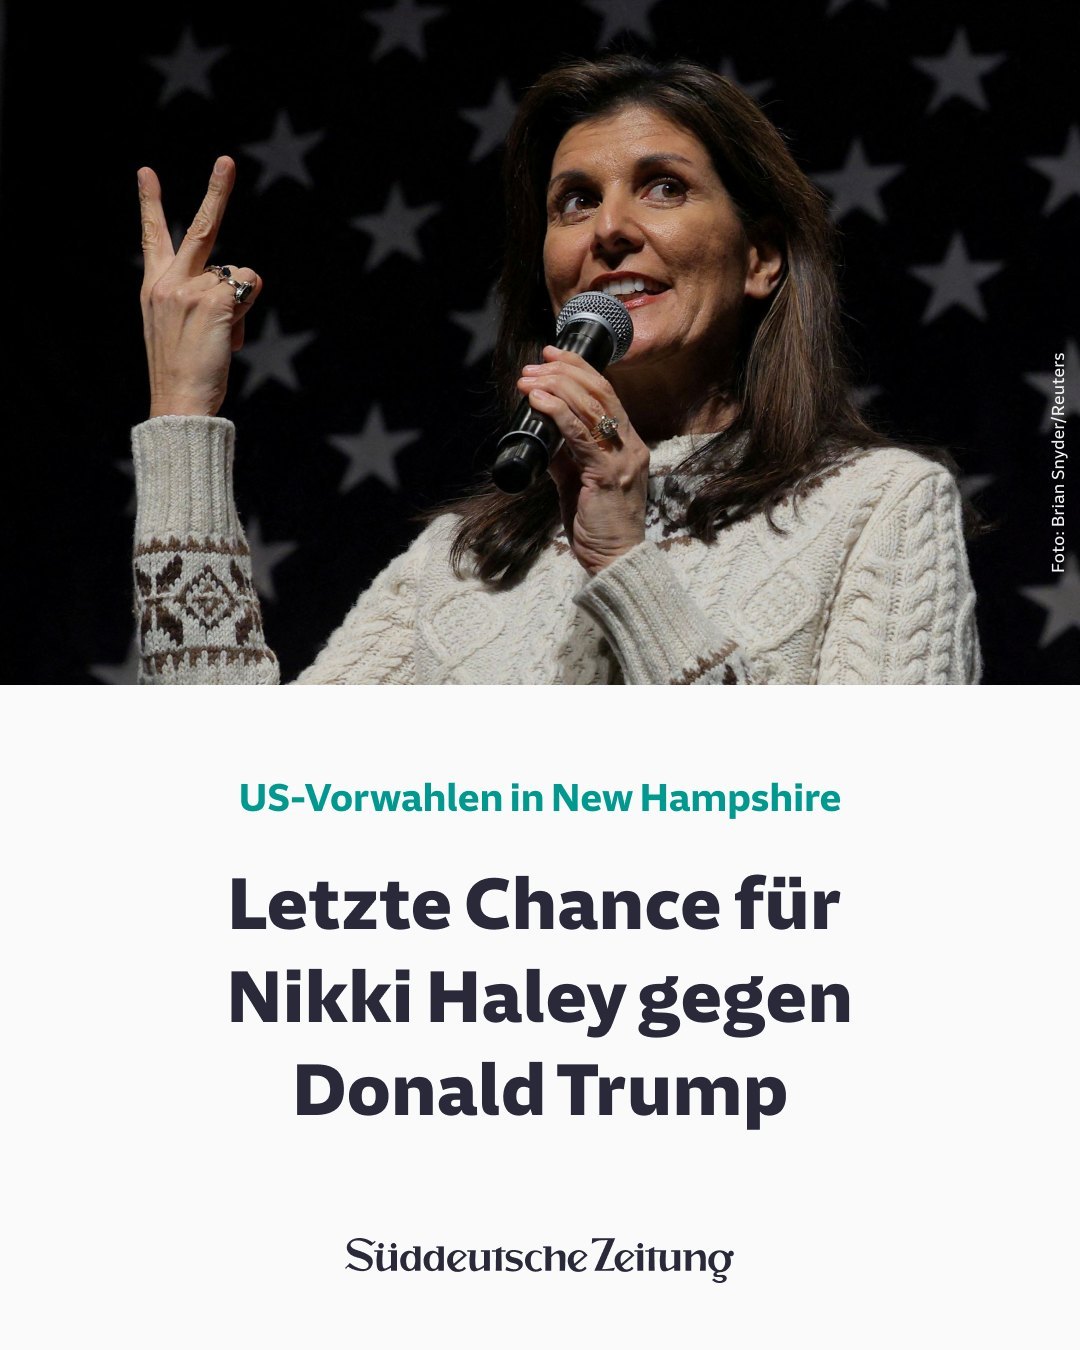 Foto: Brian Snyder/Reuters
US-Vorwahlen in New Hampshire
Letzte Chance für
Nikki Haley gegen
Donald Trump
Süddeutsche Zeitung